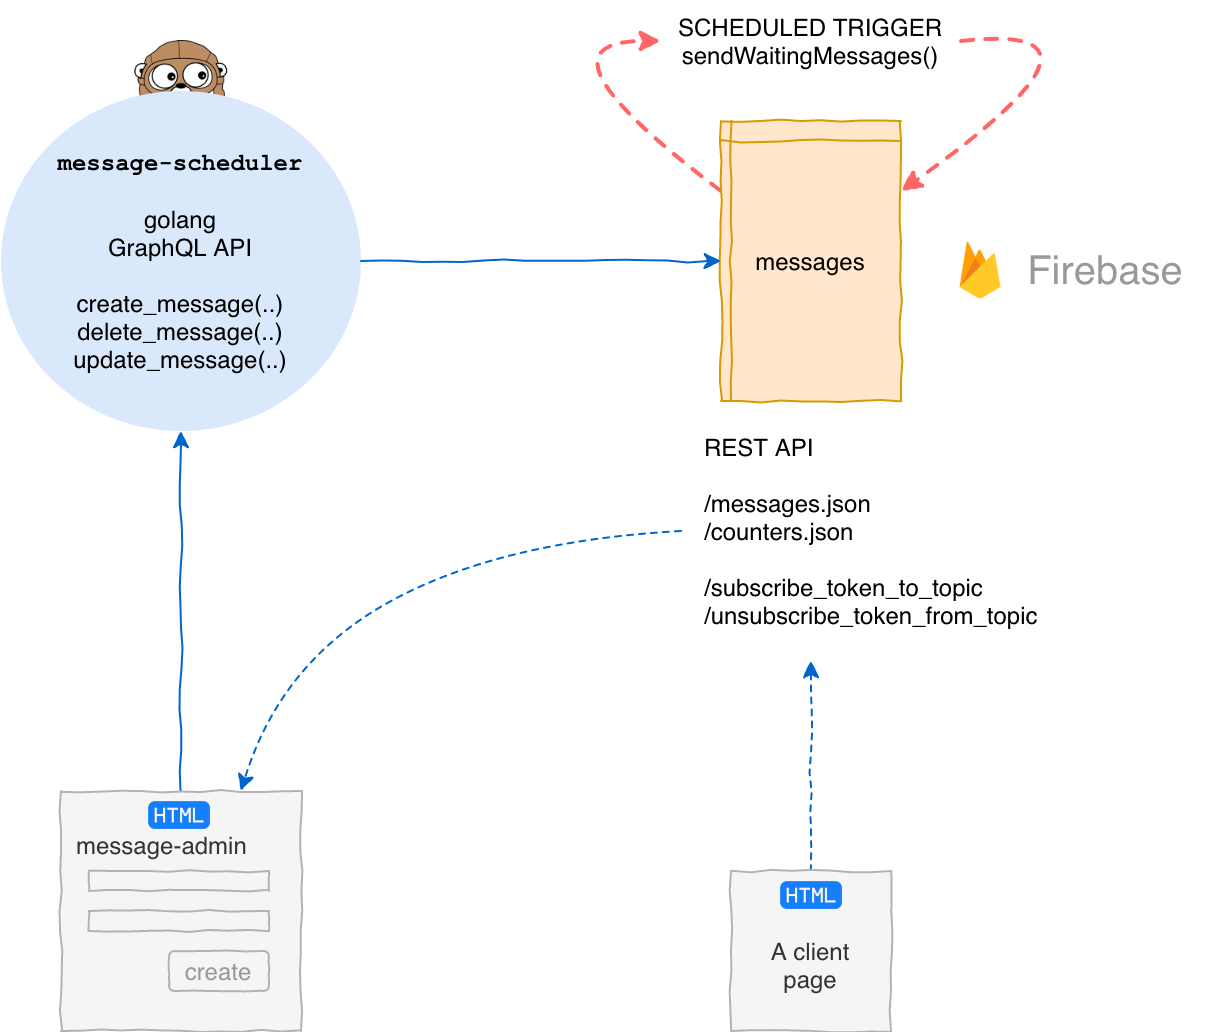 SCHEDULED TRIGGER
sendWaitingMessages()
message-scheduler
golang
GraphQL API
create_message(..)
delete_message(..)
update_message(..)
messages
Firebase
REST API
/messages.json
/counters.json
/subscribe_token_to_topic
/unsubscribe_token_from_topic
HTML
message-admin
create
HTML
A client
page